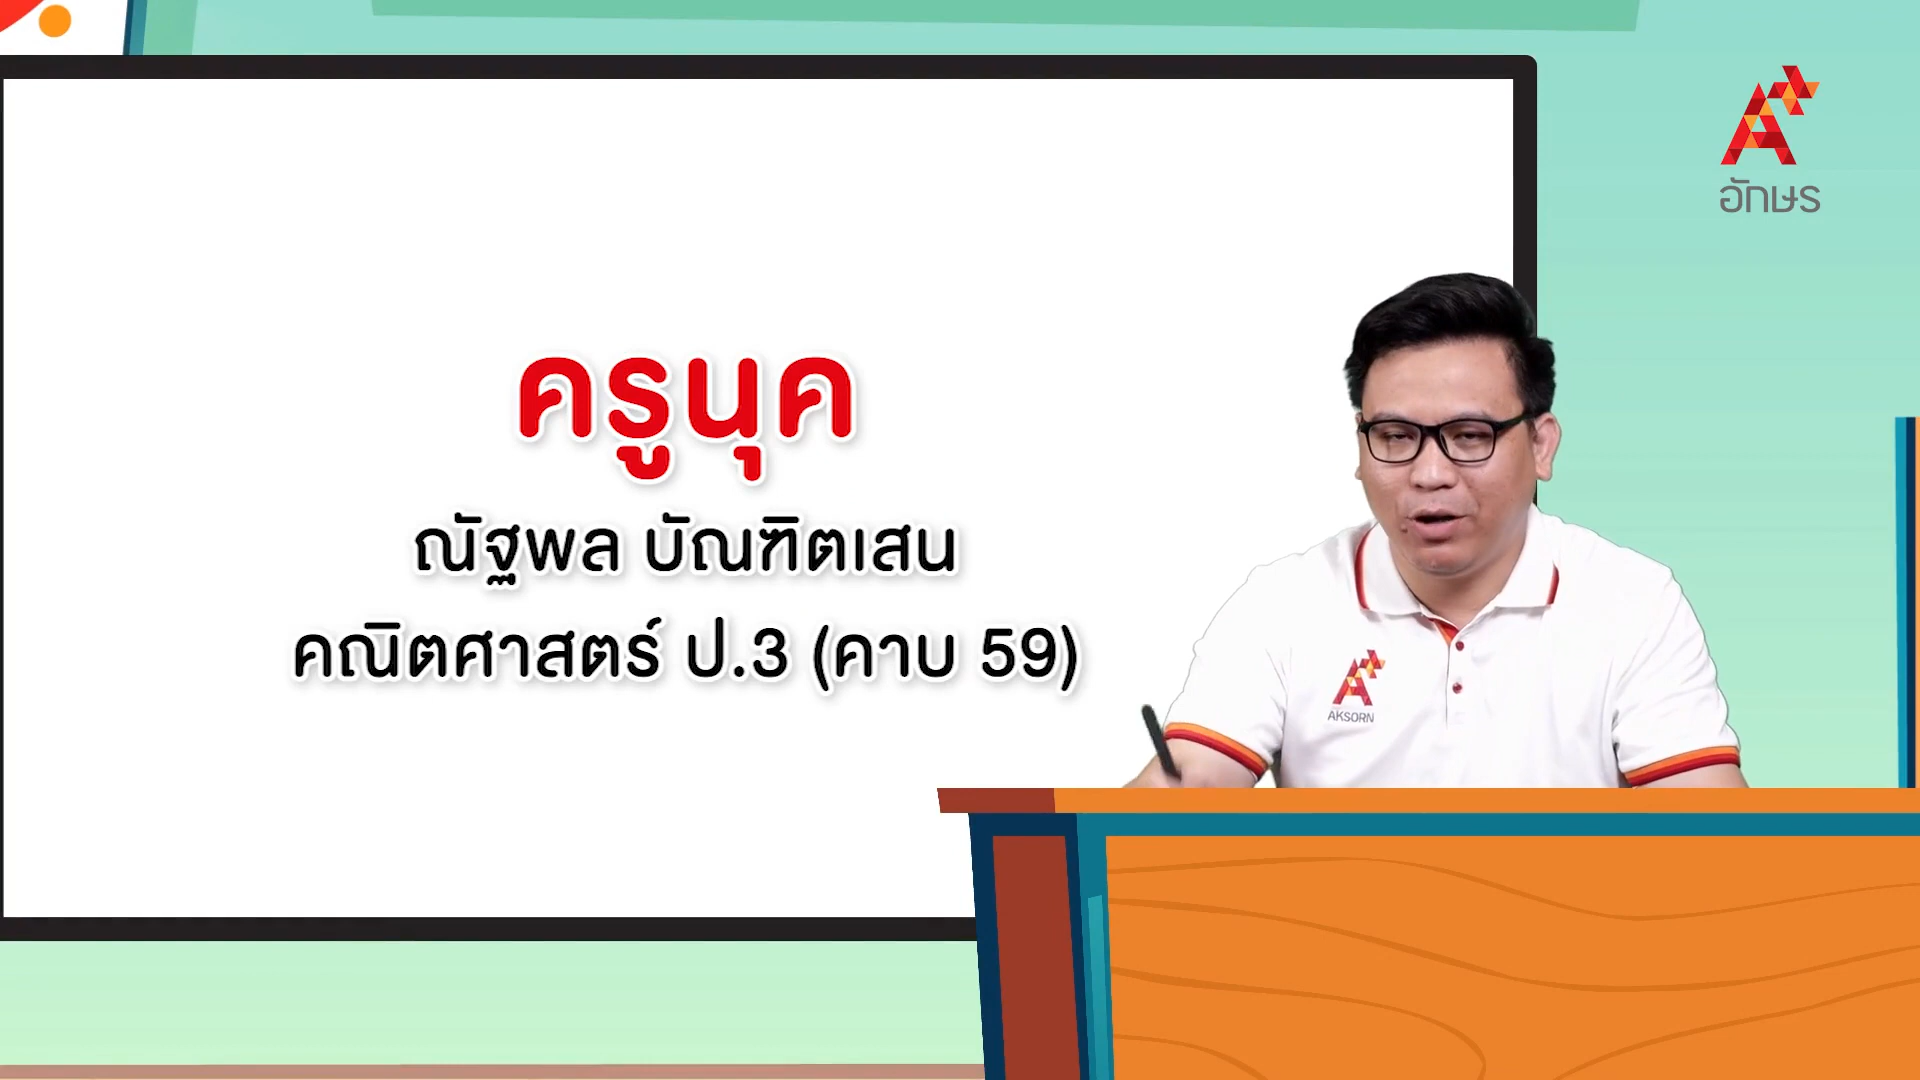 อักษร
ครูนุค
ณัฐพล บัณฑิตเสน
คณิตศาสตร์ ป.3 (คาบ 59)
AKSORN